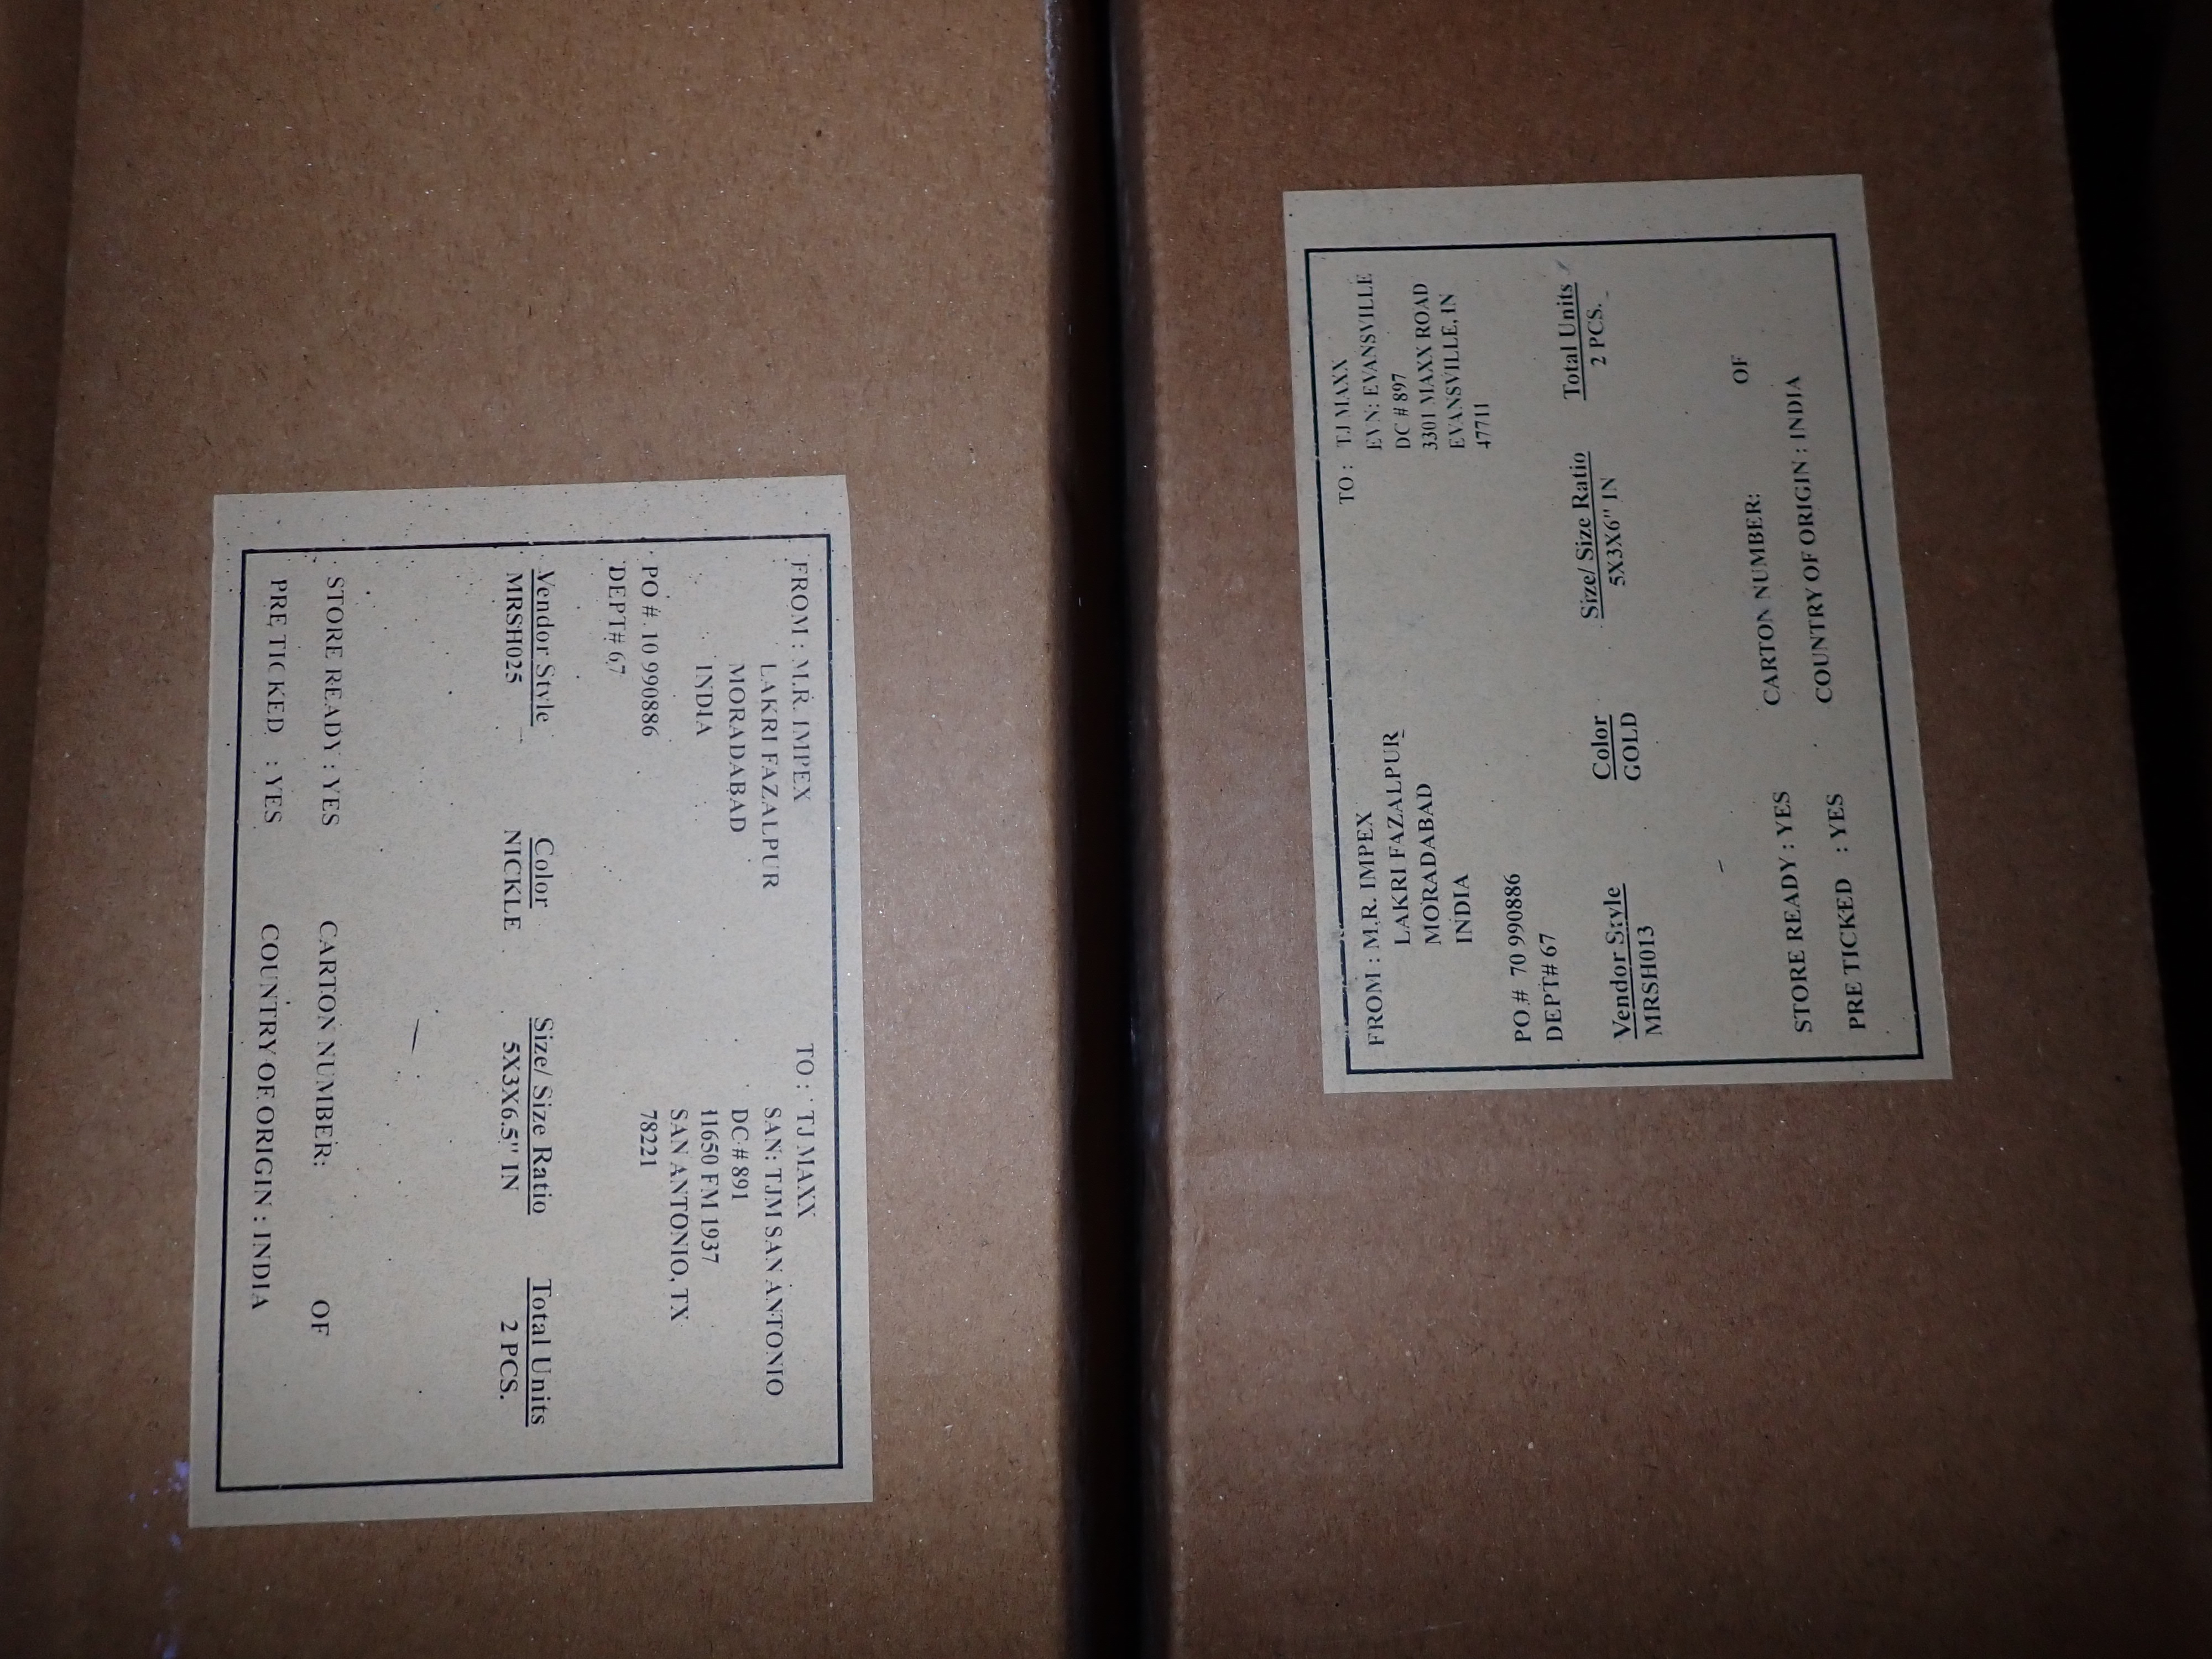 FROM : M.R. IMPEX
LAKRI FAZALPUR
MORADABAD
INDIA
TO : TJ MAXX
SAN: TJM SAN ANTONIO
DC # 891
11650 FM 1937
SAN ANTONIO, TX
78221
PO # 10 990886
DEPT# 67
Vendor Style Color Size/ Size Ratio Total Units
MRSH025 NICKLE 5X3X6.5" IN 2 PCS.
STORE READY : YES CARTON NUMBER: OF
PRE TICKED : YES COUNTRY OF ORIGIN : INDIA
FROM : M.R. IMPEX
LAKRI FAZALPUR
MORADABAD
INDIA
TO : TJ MAXX
EVN: EVANSVILLE
DC # 897
3301 MAXX ROAD
EVANSVILLE, IN
47711
PO # 70 990886
DEPT# 67
Vendor Style Color Size/ Size Ratio Total Units
MRSH013 GOLD 5X3X6" IN 2 PCS.
STORE READY : YES CARTON NUMBER: OF
PRE TICKED : YES COUNTRY OF ORIGIN : INDIA